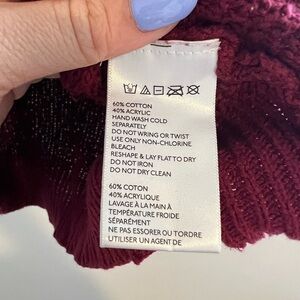 60% COTTON
40% ACRYLIC
HAND WASH COLD
SEPARATELY
DO NOT WRING OR TWIST
USE ONLY NON-CHLORINE
BLEACH
RESHAPE & LAY FLAT TO DRY
DO NOT IRON
DO NOT DRY CLEAN
60% COTON
40% ACRYLIQUE
LAVAGE À LA MAIN À
TEMPÉRATURE FROIDE
SÉPARÉMENT
NE PAS ESSORER OU TORDRE
UTILISER UN AGENT DE